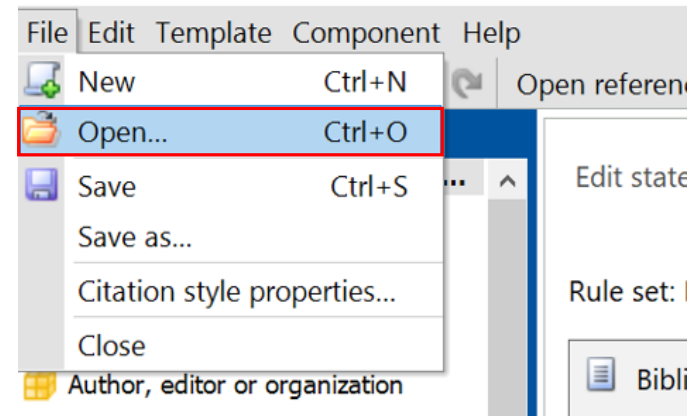 File Edit Template Component Help
New Ctrl+N
Open referenc
Open... Ctrl+O
Save Ctrl+S
...
Edit state
Save as...
Citation style properties...
Rule set:
Close
Bibli
Author, editor or organization